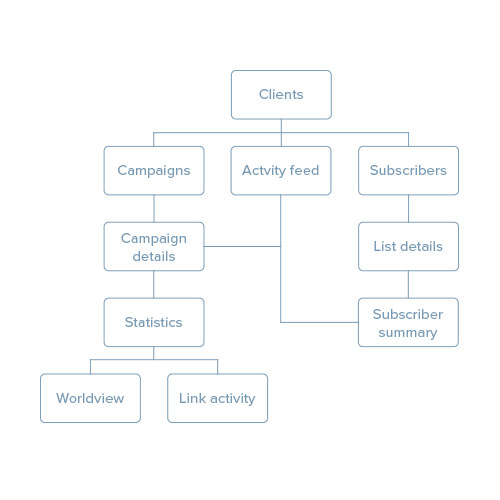 Clients
Campaigns
Actvity feed
Subscribers
Campaign
details
List details
Statistics
Subscriber
summary
Worldview
Link activity